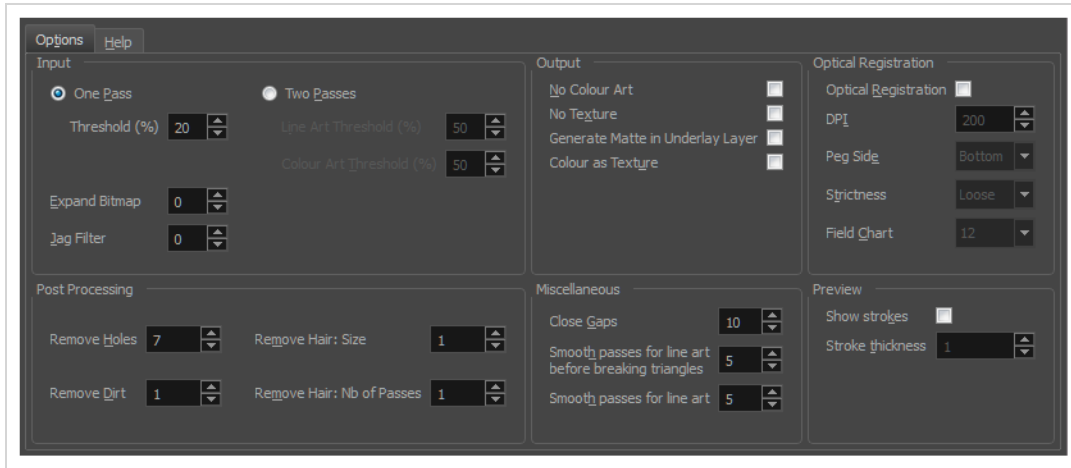 Options
Help
Input
One Pass
Two Passes
Threshold (%) 20
Line Art Threshold (%) 50
Colour Art Threshold (%) 50
Expand Bitmap 0
Jag Filter 0
Output
No Colour Art
No Texture
Generate Matte in Underlay Layer
Colour as Texture
Optical Registration
Optical Registration
DPI 200
Peg Side Bottom
Strictness Loose
Field Chart 12
Post Processing
Remove Holes 7
Remove Hair: Size 1
Remove Dirt 1
Remove Hair: Nb of Passes 1
Miscellaneous
Close Gaps 10
Smooth passes for line art
before breaking triangles 5
Smooth passes for line art 5
Preview
Show strokes
Stroke thickness 1